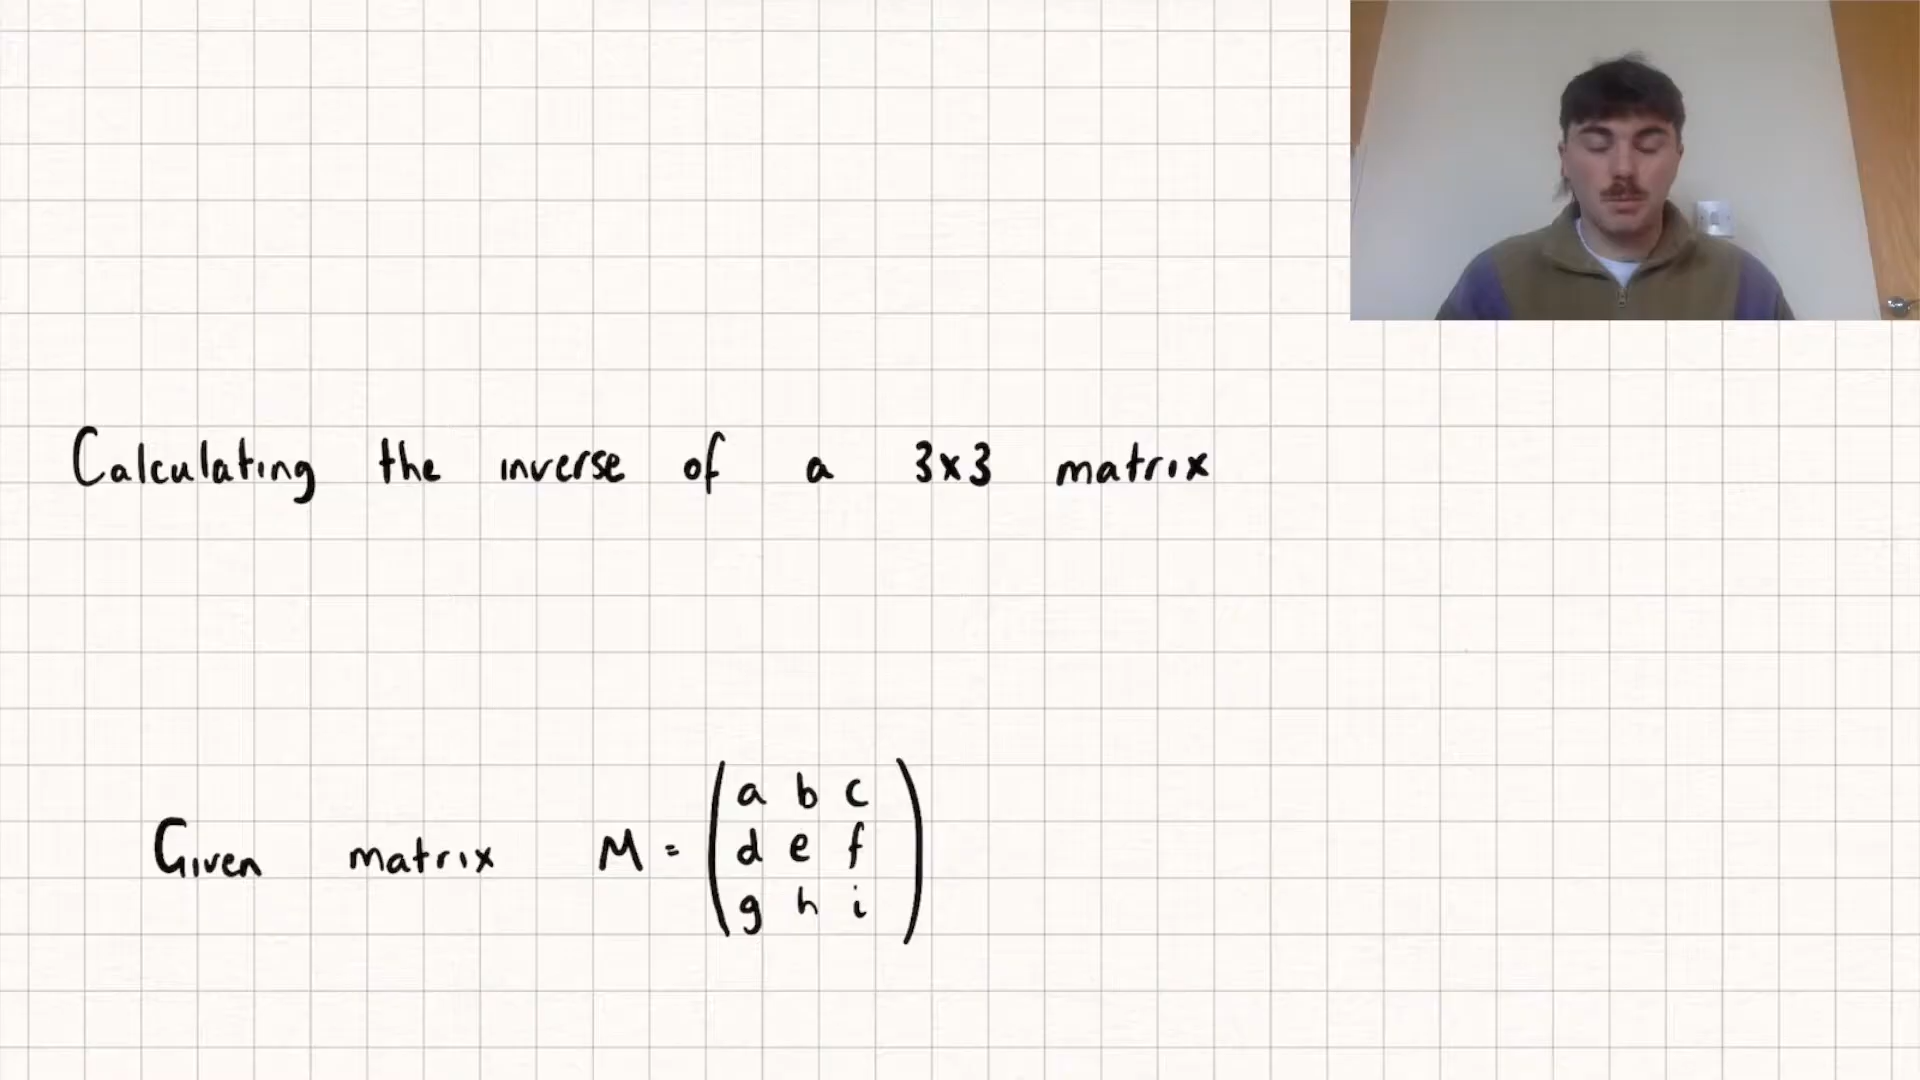 Calculating the inverse of a 3x3 matrix
a b c
Given matrix M = d e f
g h i